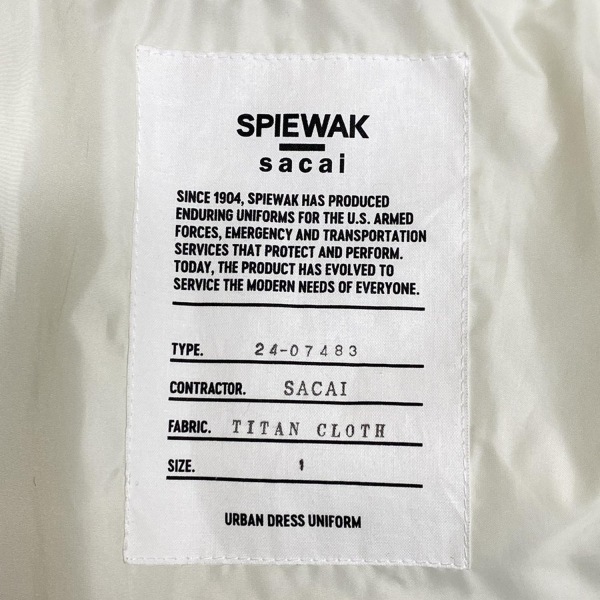 SPIEWAK
sacai
SINCE 1904, SPIEWAK HAS PRODUCED
ENDURING UNIFORMS FOR THE U.S. ARMED
FORCES, EMERGENCY AND TRANSPORTATION
SERVICES THAT PROTECT AND PERFORM.
TODAY, THE PRODUCT HAS EVOLVED TO
SERVICE THE MODERN NEEDS OF EVERYONE.
TYPE. 24-07483
CONTRACTOR. SACAI
FABRIC. TITAN CLOTH
SIZE. 1
URBAN DRESS UNIFORM